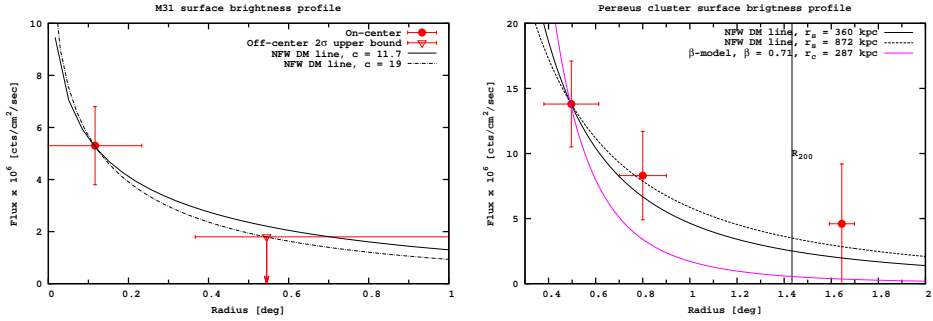 M31 surface brightness profile
On-center
Off-center 2σ upper bound
NFW DM line, c = 11.7
NFW DM line, c = 19
Flux × 10^6 [cts/cm^2/sec]
10
8
6
4
2
0
0 0.2 0.4 0.6 0.8 1
Radius [deg]
Perseus cluster surface brigtness profile
NFW DM line, r_s = 360 kpc
NFW DM line, r_s = 872 kpc
β-model, β = 0.71, r_c = 287 kpc
R_200
Flux × 10^6 [cts/cm^2/sec]
20
15
10
5
0
0.4 0.6 0.8 1 1.2 1.4 1.6 1.8 2
Radius [deg]